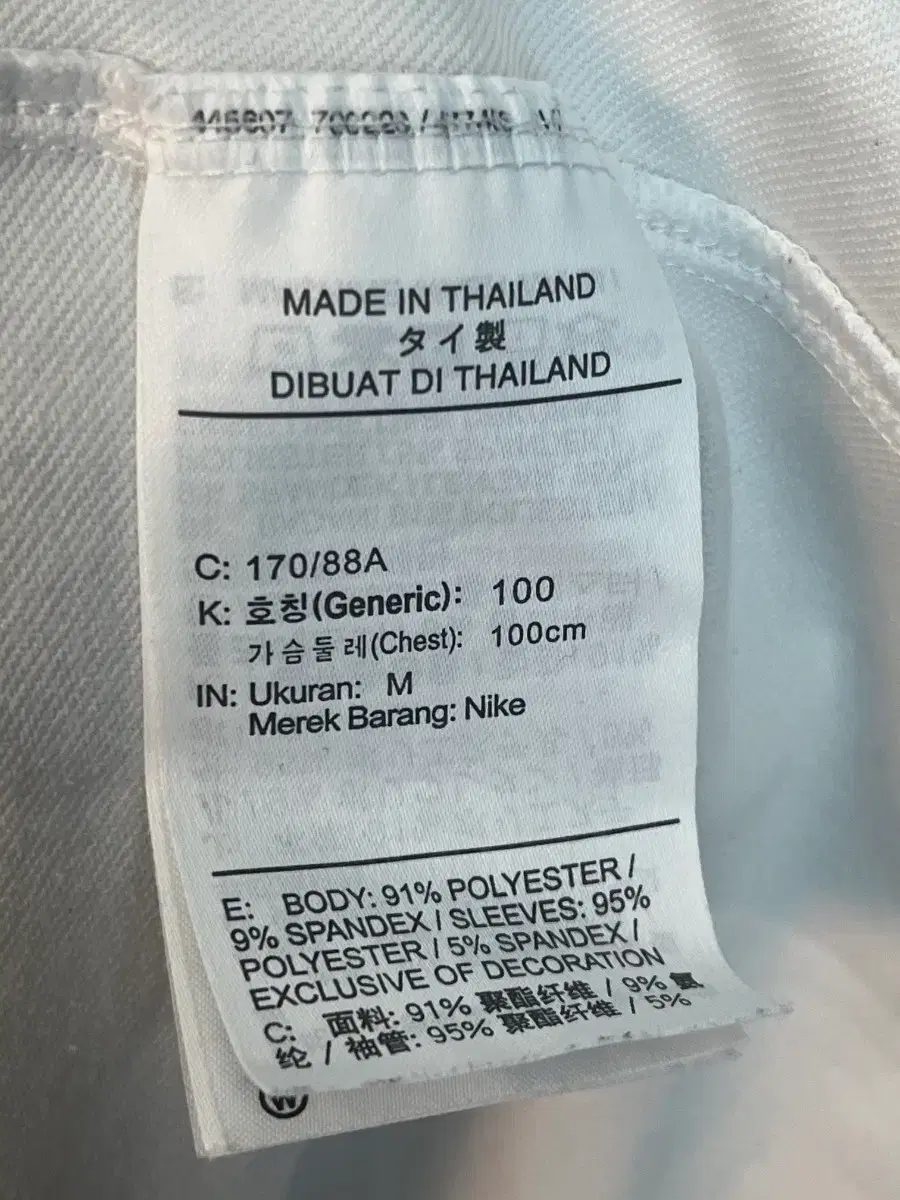 MADE IN THAILAND
タイ製
DIBUAT DI THAILAND
C: 170/88A
K: 호칭(Generic): 100
가슴둘레(Chest): 100cm
IN: Ukuran: M
Merek Barang: Nike
E: BODY: 91% POLYESTER /
9% SPANDEX / SLEEVES: 95%
POLYESTER / 5% SPANDEX /
EXCLUSIVE OF DECORATION
C: 面料: 91% 聚酯纤维 / 9% 氨
纶 / 袖管: 95% 聚酯纤维 / 5%
W